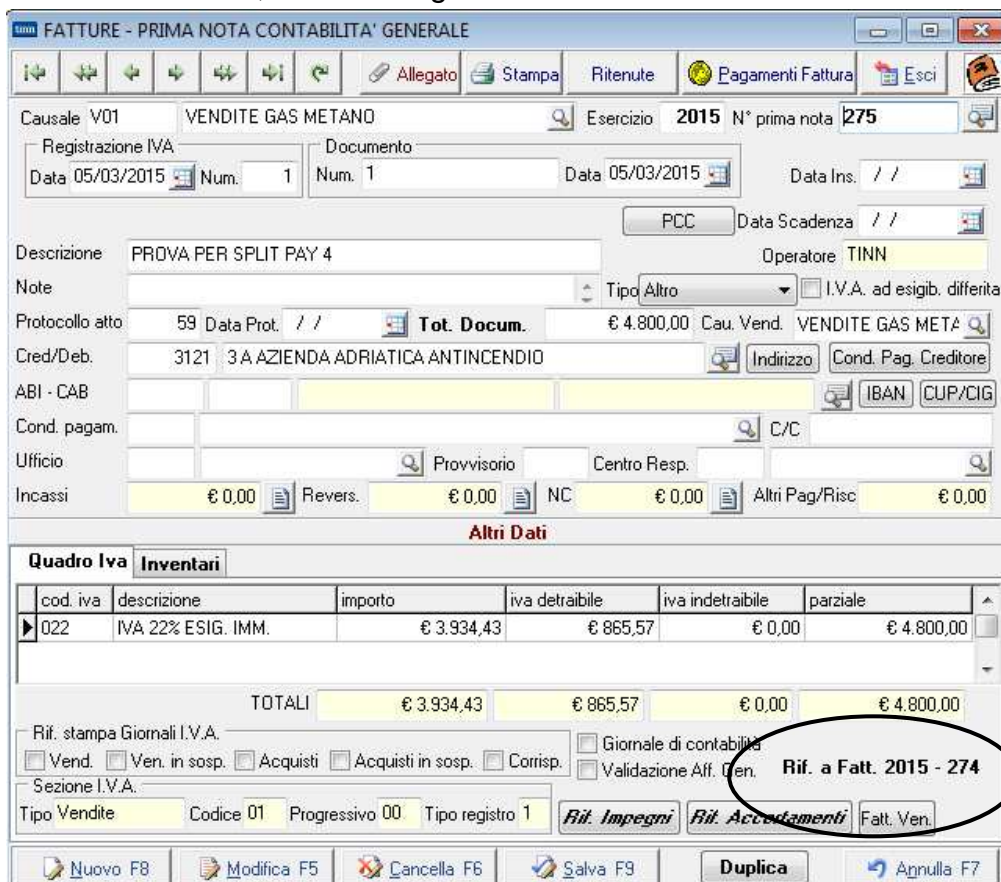 tinn FATTURE - PRIMA NOTA CONTABILITA' GENERALE
Allegato Stampa Ritenute Pagamenti Fattura Esci
Causale V01 VENDITE GAS METANO Esercizio 2015 N° prima nota 275
Registrazione IVA Documento
Data 05/03/2015 Num. 1 Num. 1 Data 05/03/2015 Data Ins. / /
PCC Data Scadenza / /
Descrizione PROVA PER SPLIT PAY 4 Operatore TINN
Note Tipo Altro I.V.A. ad esigib. differita
Protocollo atto 59 Data Prot. / / Tot. Docum. € 4.800,00 Cau. Vend. VENDITE GAS META
Cred/Deb. 3121 3 A AZIENDA ADRIATICA ANTINCENDIO Indirizzo Cond. Pag. Creditore
ABI - CAB IBAN CUP/CIG
Cond. pagam. C/C
Ufficio Provvisorio Centro Resp.
Incassi € 0,00 Revers. € 0,00 NC € 0,00 Altri Pag/Risc € 0,00
Altri Dati
Quadro Iva Inventari
cod. iva descrizione importo iva detraibile iva indetraibile parziale
022 IVA 22% ESIG. IMM. € 3.934,43 € 865,57 € 0,00 € 4.800,00
TOTALI € 3.934,43 € 865,57 € 0,00 € 4.800,00
Rif. stampa Giornali I.V.A. Giornale di contabilità
Vend. Ven. in sosp. Acquisti Acquisti in sosp. Corrisp. Validazione Aff. Gen. Rif. a Fatt. 2015 - 274
Sezione I.V.A.
Tipo Vendite Codice 01 Progressivo 00 Tipo registro 1 Rif. Impegni Rif. Accertamenti Fatt. Ven.
Nuovo F8 Modifica F5 Cancella F6 Salva F9 Duplica Annulla F7